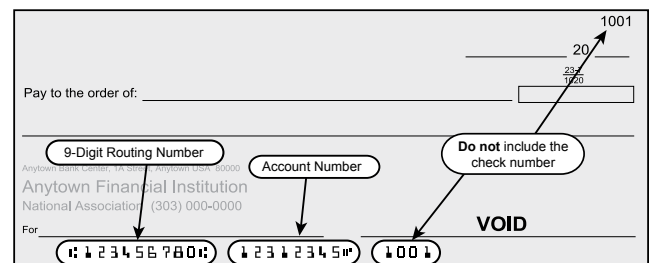 1001
20
23-7
1020
Pay to the order of:
9-Digit Routing Number
Account Number
Do not include the
check number
Anytown Bank Center, 1A Street, Anytown USA 80000
Anytown Financial Institution
National Association (303) 000-0000
For
VOID
⑆123456780⑆ 12312345⑈ 1001